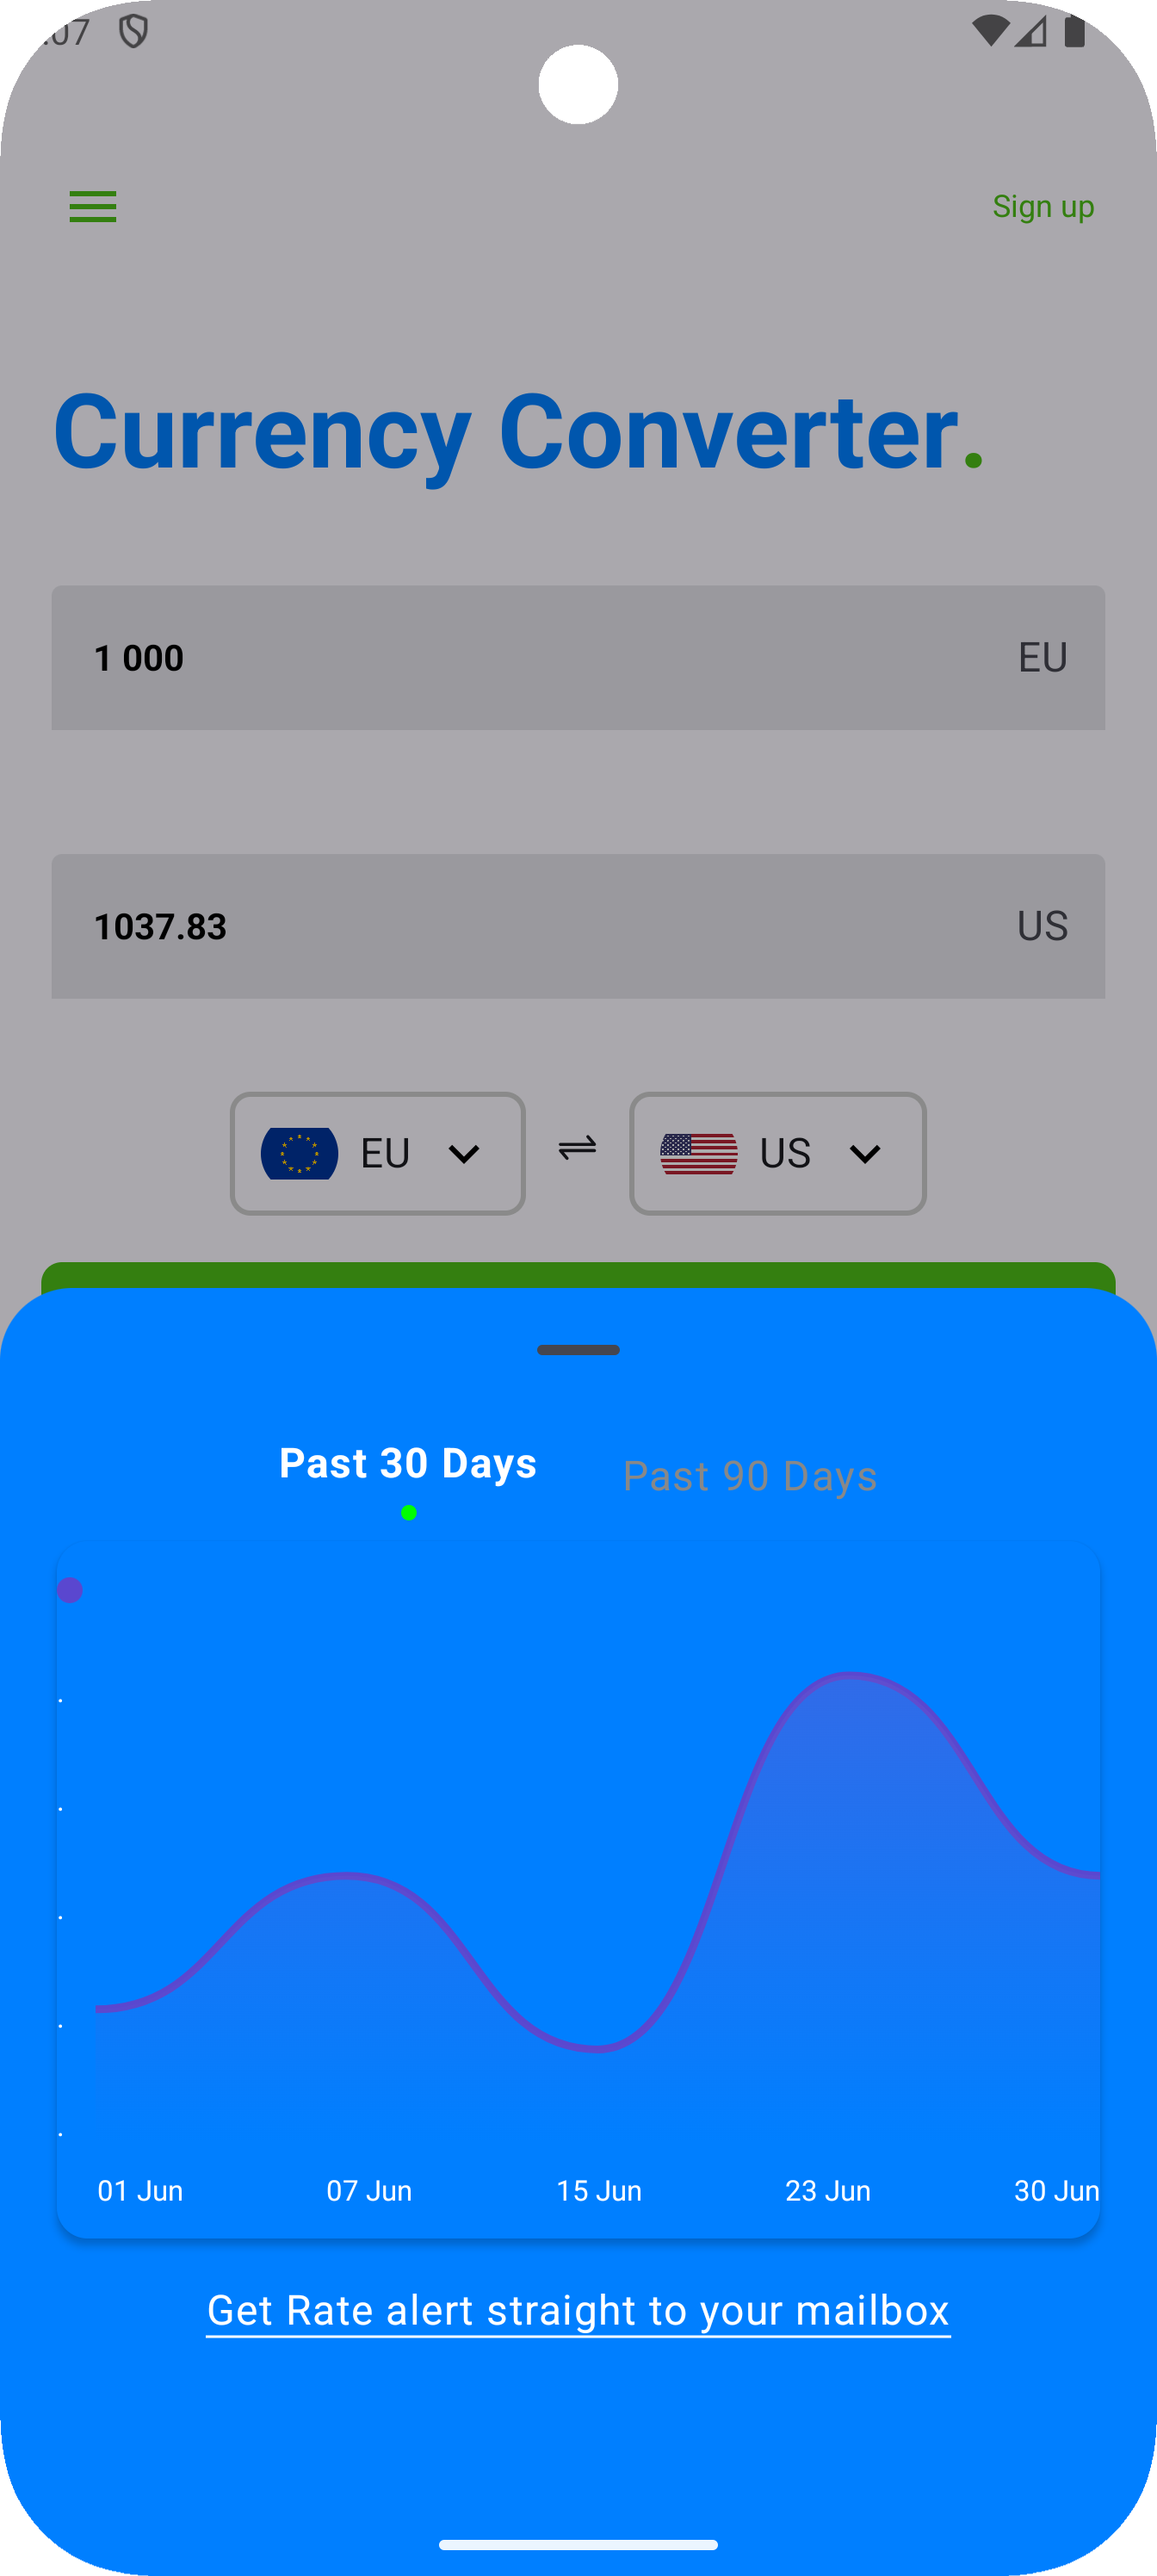 :07
Sign up
Currency Converter.
1 000 EU
1037.83 US
EU ⇌ US
Past 30 Days Past 90 Days
01 Jun 07 Jun 15 Jun 23 Jun 30 Jun
Get Rate alert straight to your mailbox